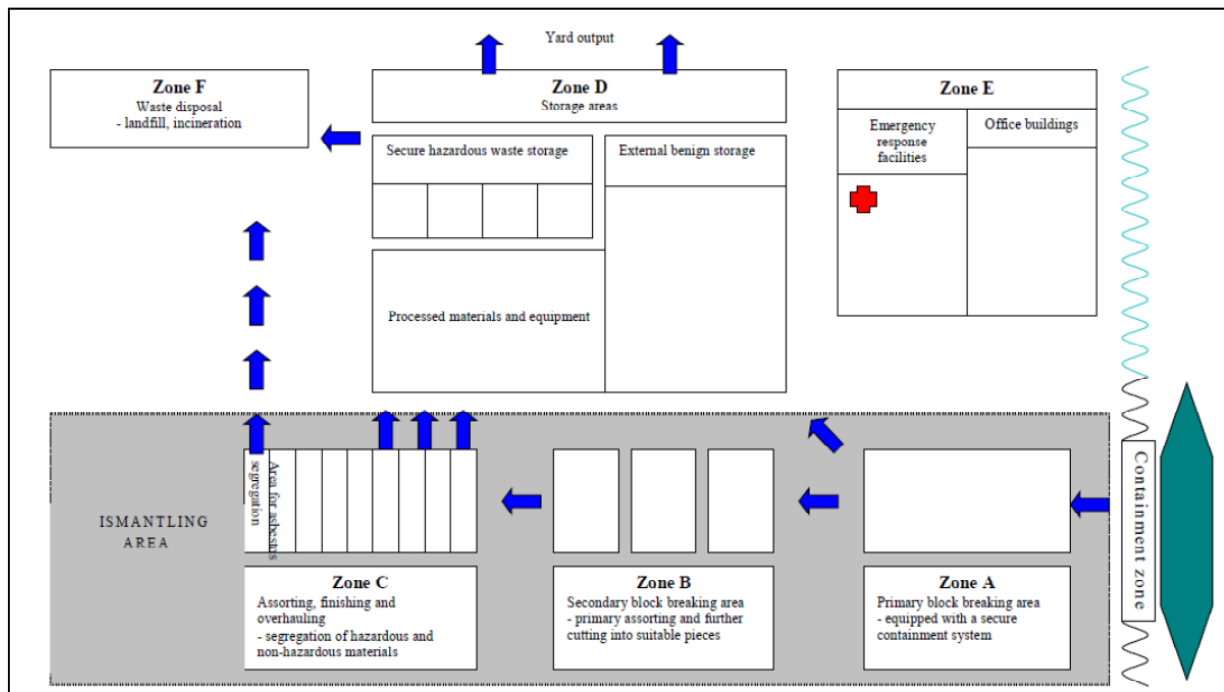 Yard output
Zone F
Waste disposal
- landfill, incineration
Zone D
Storage areas
Zone E
Emergency
response
facilities
Office buildings
Secure hazardous waste storage
External benign storage
Processed materials and equipment
Area for asbestos
segregation
ISMANTLING
AREA
Containment zone
Zone C
Assorting, finishing and
overhauling
- segregation of hazardous and
non-hazardous materials
Zone B
Secondary block breaking area
- primary assorting and further
cutting into suitable pieces
Zone A
Primary block breaking area
- equipped with a secure
containment system